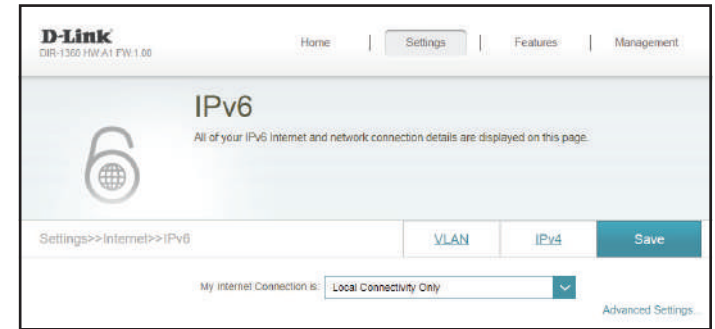 D-Link
DIR-1360 HW:A1 FW:1.00
Home | Settings | Features | Management
IPv6
All of your IPv6 Internet and network connection details are displayed on this page.
Settings>>Internet>>IPv6 VLAN IPv4 Save
My Internet Connection is: Local Connectivity Only
Advanced Settings...